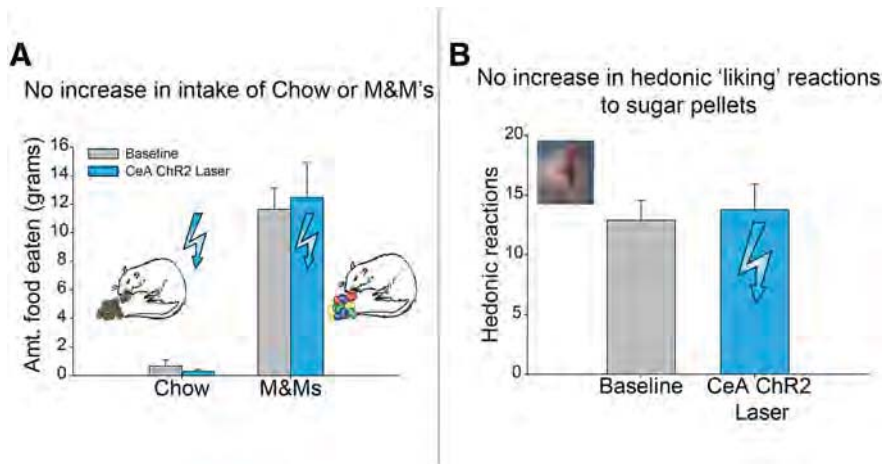 A
No increase in intake of Chow or M&M's
Amt. food eaten (grams)
16
14
12
10
8
6
4
2
0
Baseline
CeA ChR2 Laser
Chow
M&Ms
B
No increase in hedonic 'liking' reactions
to sugar pellets
Hedonic reactions
20
15
10
5
0
Baseline
CeA ChR2
Laser